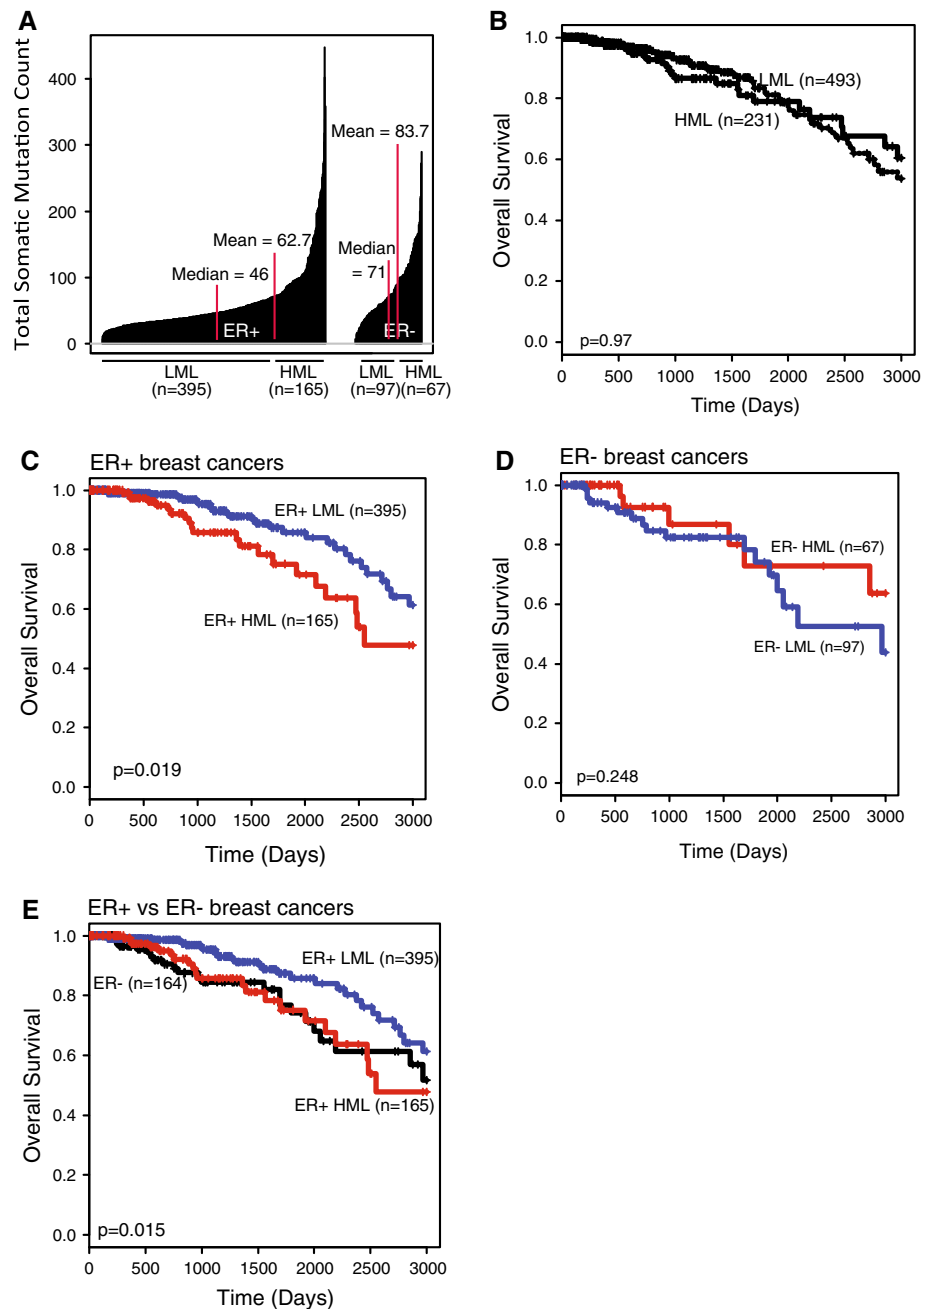 A
Total Somatic Mutation Count
400
300
200
100
0
Mean = 83.7
Mean = 62.7
Median = 46
Median
= 71
ER+
ER-
LML
(n=395)
HML
(n=165)
LML
(n=97)
HML
(n=67)
B
Overall Survival
1.0
0.8
0.6
0.4
0.2
0.0
LML (n=493)
HML (n=231)
p=0.97
0 500 1000 1500 2000 2500 3000
Time (Days)
C
ER+ breast cancers
Overall Survival
1.0
0.8
0.6
0.4
0.2
0.0
ER+ LML (n=395)
ER+ HML (n=165)
p=0.019
0 500 1000 1500 2000 2500 3000
Time (Days)
D
ER- breast cancers
Overall Survival
1.0
0.8
0.6
0.4
0.2
0.0
ER- HML (n=67)
ER- LML (n=97)
p=0.248
0 500 1000 1500 2000 2500 3000
Time (Days)
E
ER+ vs ER- breast cancers
Overall Survival
1.0
0.8
0.6
0.4
0.2
0.0
ER+ LML (n=395)
ER- (n=164)
ER+ HML (n=165)
p=0.015
0 500 1000 1500 2000 2500 3000
Time (Days)